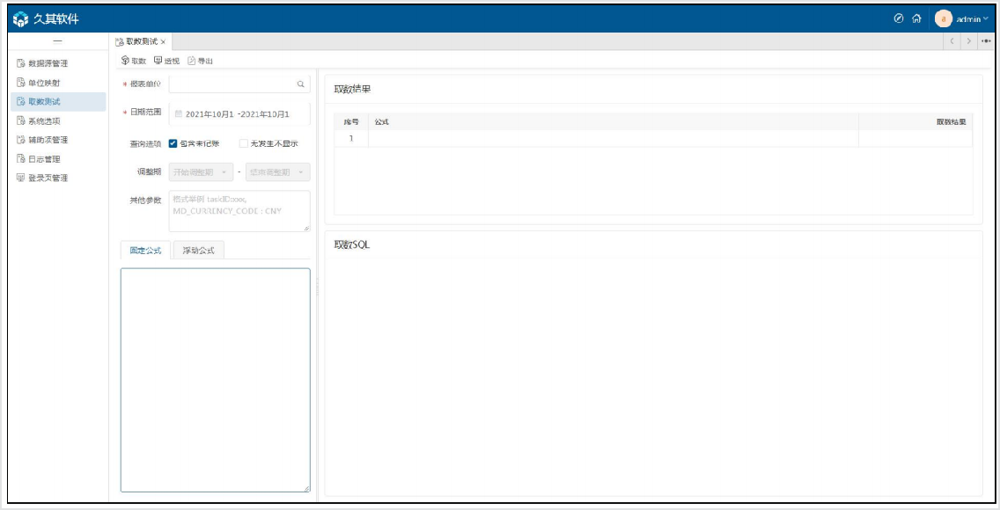 久其软件
admin
取数测试
数据源管理
单位映射
取数测试
系统选项
辅助项管理
日志管理
登录页管理
取数 透视 导出
* 报表单位
* 日期范围 2021年10月1 -2021年10月1
查询选项 包含未记账 无发生不显示
调整期 开始调整期 - 结束调整期
其他参数 格式举例 taskID:xxx,
MD_CURRENCY_CODE : CNY
固定公式 浮动公式
取数结果
序号 公式 取数结果
1
取数SQL